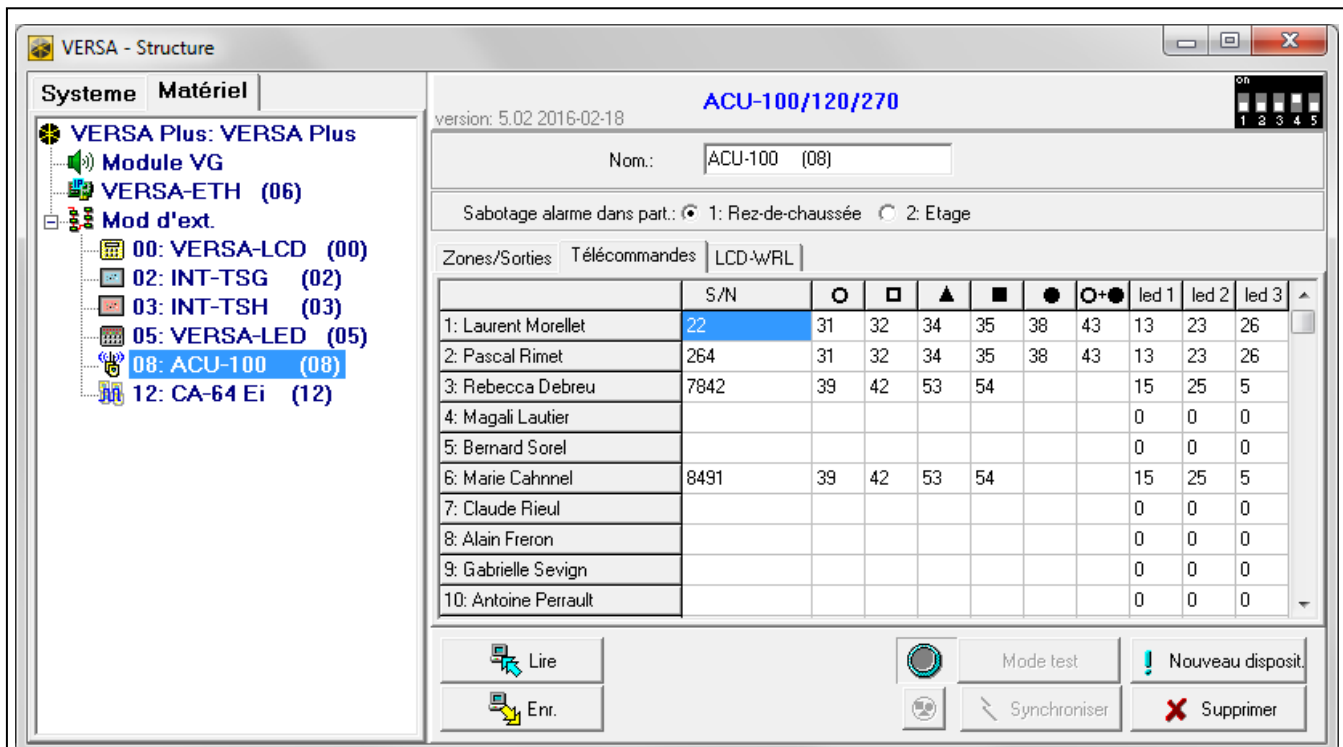 VERSA - Structure
Systeme Matériel
VERSA Plus: VERSA Plus
Module VG
VERSA-ETH (06)
Mod d'ext.
00: VERSA-LCD (00)
02: INT-TSG (02)
03: INT-TSH (03)
05: VERSA-LED (05)
08: ACU-100 (08)
12: CA-64 Ei (12)
version: 5.02 2016-02-18
ACU-100/120/270
on
1 2 3 4 5
Nom.: ACU-100 (08)
Sabotage alarme dans part.: 1: Rez-de-chaussée 2: Etage
Zones/Sorties Télécommandes LCD-WRL
S/N led 1 led 2 led 3
1: Laurent Morellet 22 31 32 34 35 38 43 13 23 26
2: Pascal Rimet 264 31 32 34 35 38 43 13 23 26
3: Rebecca Debreu 7842 39 42 53 54 15 25 5
4: Magali Lautier 0 0 0
5: Bernard Sorel 0 0 0
6: Marie Cahnnel 8491 39 42 53 54 15 25 5
7: Claude Rieul 0 0 0
8: Alain Freron 0 0 0
9: Gabrielle Sevign 0 0 0
10: Antoine Perrault 0 0 0
Lire Mode test Nouveau disposit.
Enr. Synchroniser Supprimer